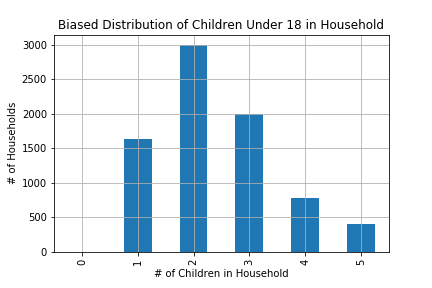 Biased Distribution of Children Under 18 in Household
# of Households
3000
2500
2000
1500
1000
500
0
0 1 2 3 4 5
# of Children in Household